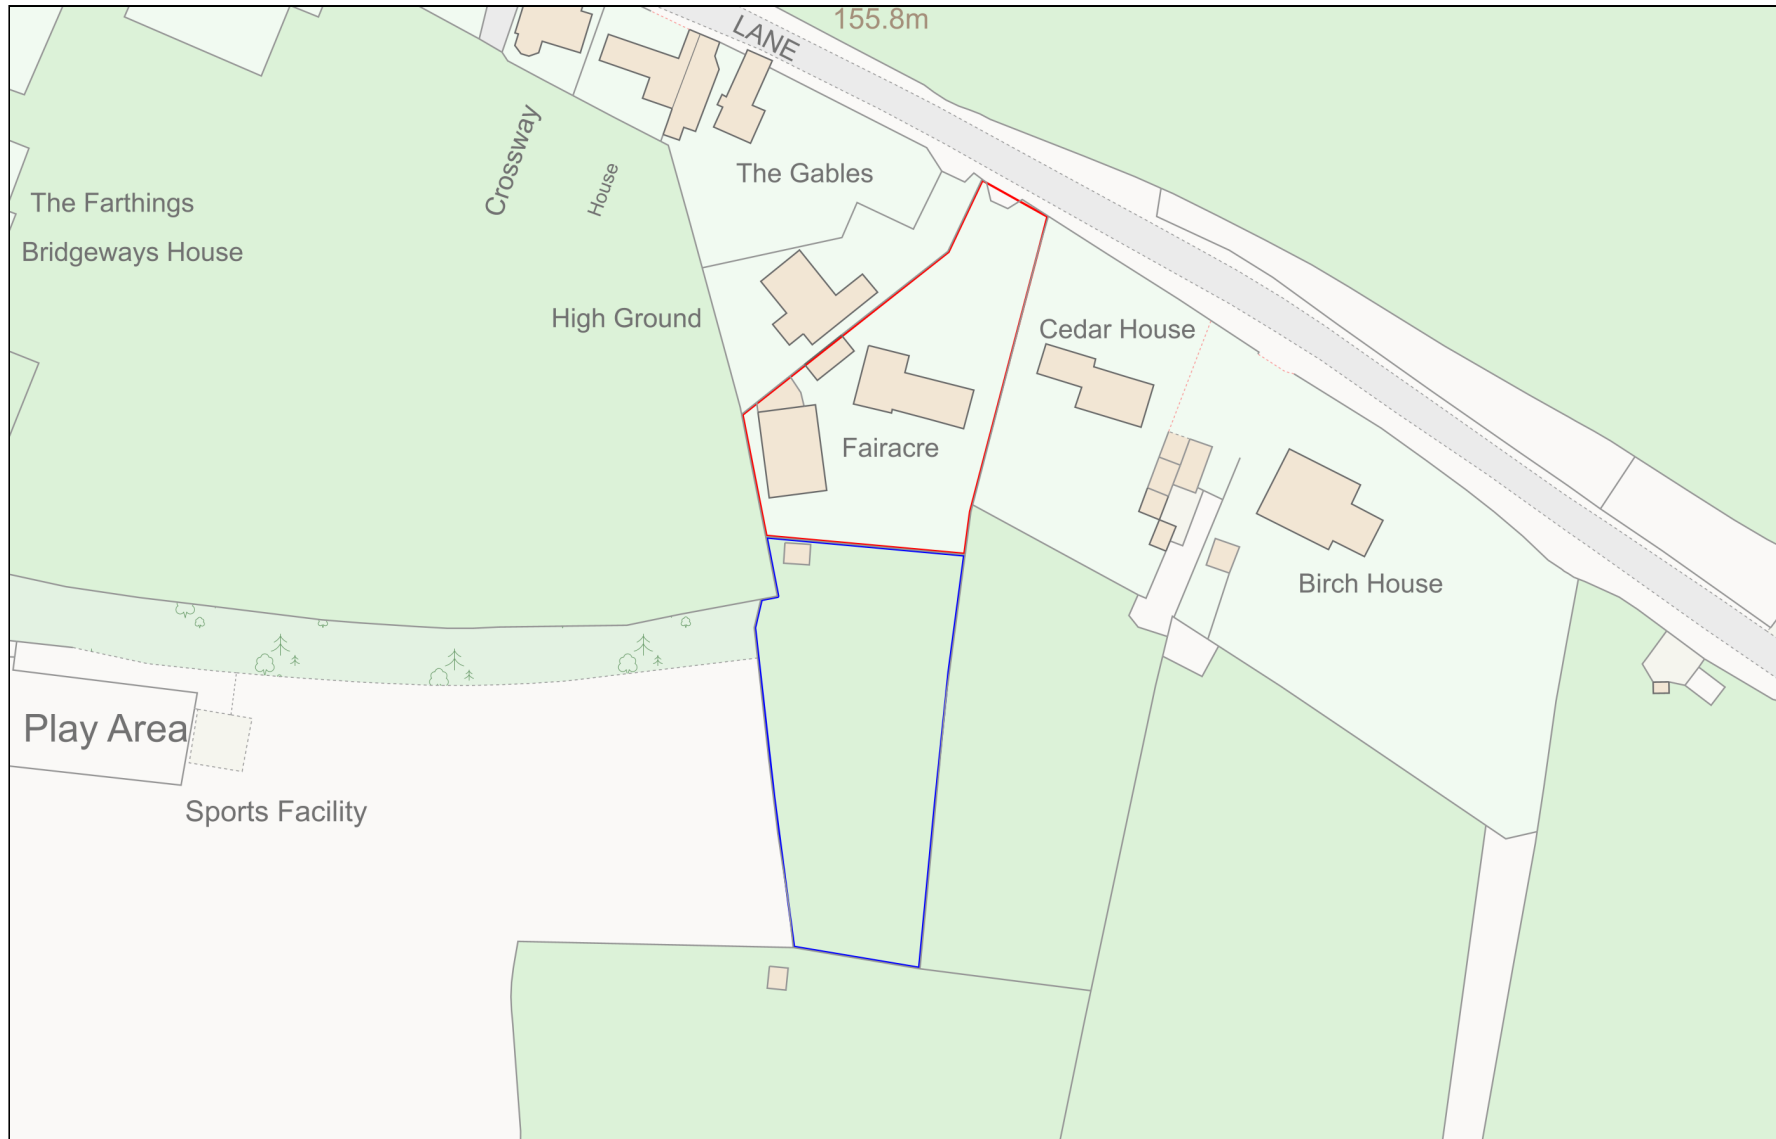 155.8m
LANE
Crossway
House
The Gables
The Farthings
Bridgeways House
High Ground
Cedar House
Fairacre
Birch House
Play Area
Sports Facility